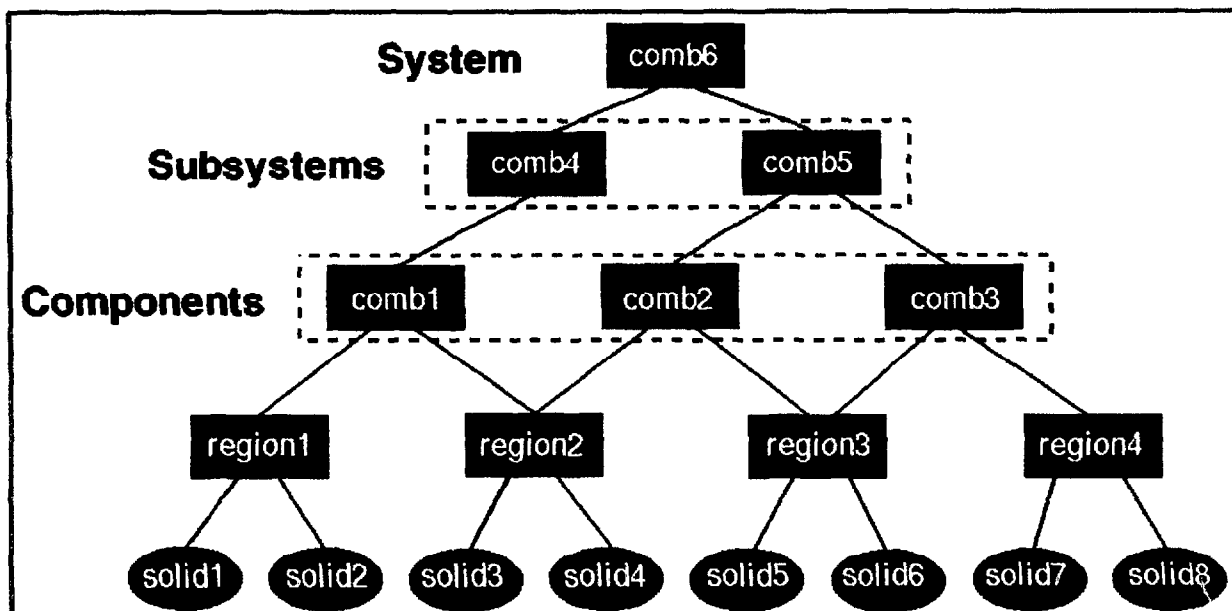 System comb6
Subsystems comb4 comb5
Components comb1 comb2 comb3
region1 region2 region3 region4
solid1 solid2 solid3 solid4 solid5 solid6 solid7 solid8